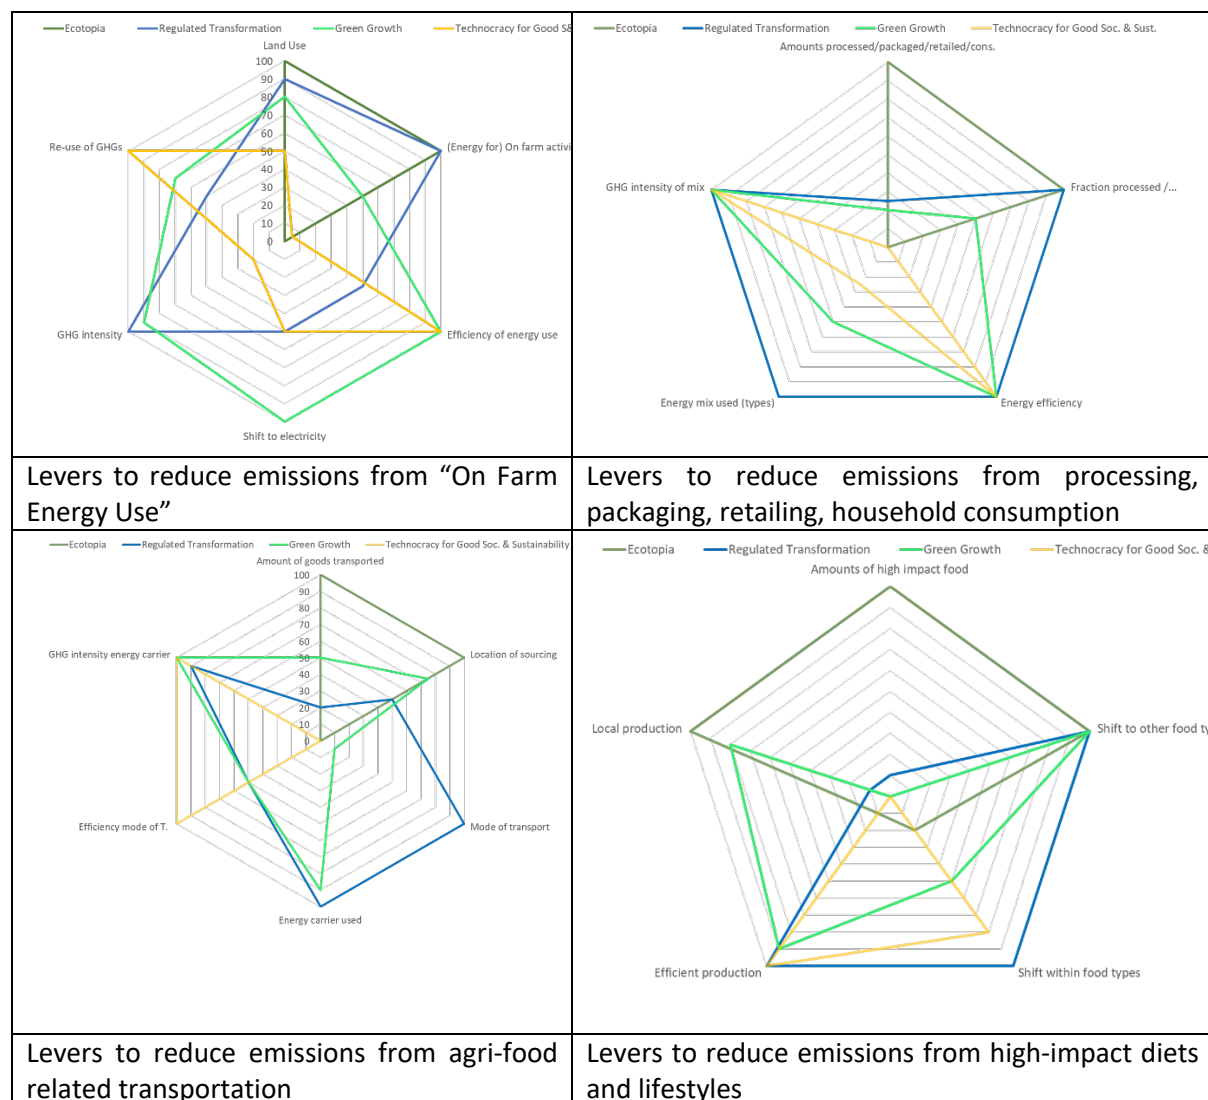 Ecotopia Regulated Transformation Green Growth Technocracy for Good S&
Land Use
100
90
80
70
60
50
40
30
20
10
0
Re-use of GHGs
(Energy for) On farm activi
GHG intensity
Efficiency of energy use
Shift to electricity
Ecotopia Regulated Transformation Green Growth Technocracy for Good Soc. & Sust.
Amounts processed/packaged/retailed/cons.
GHG intensity of mix
Fraction processed /...
Energy mix used (types)
Energy efficiency
Levers to reduce emissions from “On Farm
Energy Use”
Levers to reduce emissions from processing,
packaging, retailing, household consumption
Ecotopia Regulated Transformation Green Growth Technocracy for Good Soc. & Sustainability
Amount of goods transported
100
90
80
70
60
50
40
30
20
10
0
GHG intensity energy carrier
Location of sourcing
Efficiency mode of T.
Mode of transport
Energy carrier used
Ecotopia Regulated Transformation Green Growth Technocracy for Good Soc. &
Amounts of high impact food
Local production
Shift to other food ty
Efficient production
Shift within food types
Levers to reduce emissions from agri-food
related transportation
Levers to reduce emissions from high-impact diets
and lifestyles